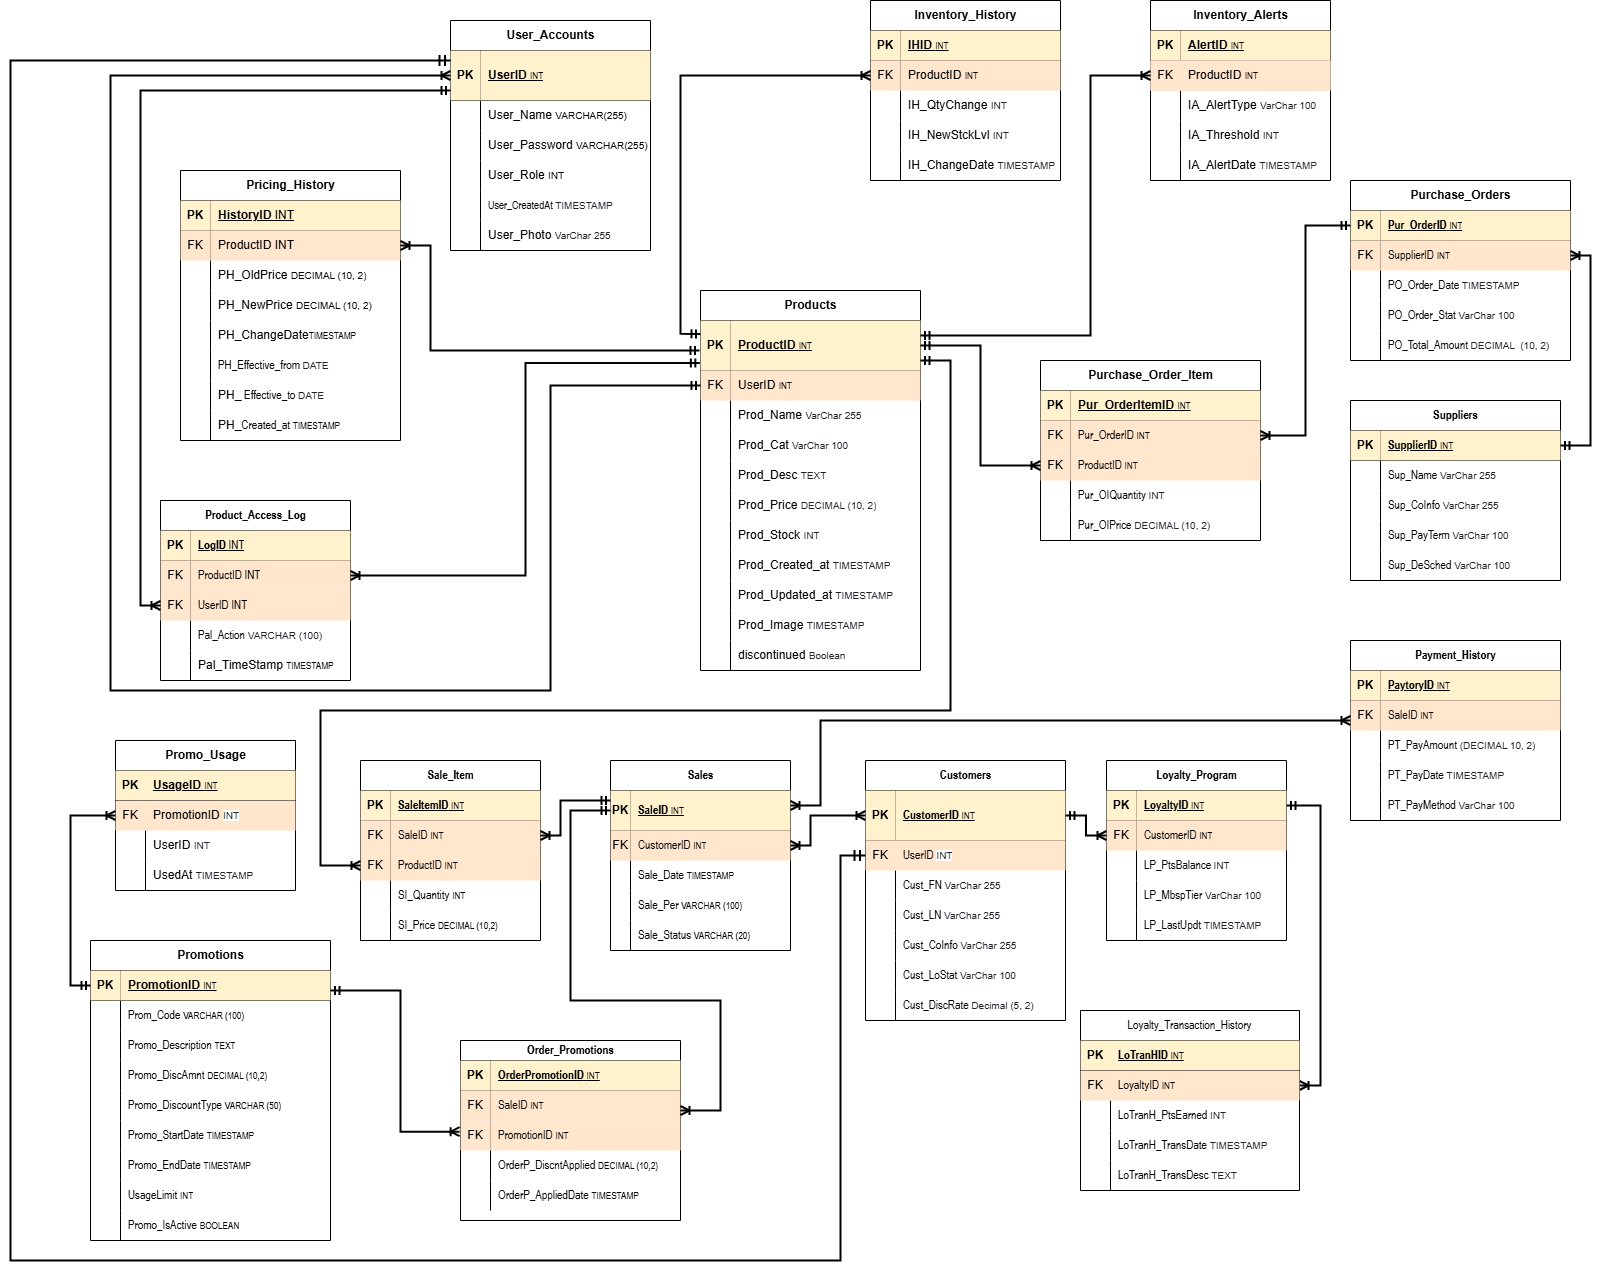 User_Accounts
PK UserID INT
User_Name VARCHAR(255)
User_Password VARCHAR(255)
User_Role INT
User_CreatedAt TIMESTAMP
User_Photo VarChar 255
Inventory_History
PK IHID INT
FK ProductID INT
IH_QtyChange INT
IH_NewStckLvl INT
IH_ChangeDate TIMESTAMP
Inventory_Alerts
PK AlertID INT
FK ProductID INT
IA_AlertType VarChar 100
IA_Threshold INT
IA_AlertDate TIMESTAMP
Pricing_History
PK HistoryID INT
FK ProductID INT
PH_OldPrice DECIMAL (10, 2)
PH_NewPrice DECIMAL (10, 2)
PH_ChangeDateTIMESTAMP
PH_Effective_from DATE
PH_ Effective_to DATE
PH_Created_at TIMESTAMP
Purchase_Orders
PK Pur_OrderID INT
FK SupplierID INT
PO_Order_Date TIMESTAMP
PO_Order_Stat VarChar 100
PO_Total_Amount DECIMAL (10, 2)
Products
PK ProductID INT
FK UserID INT
Prod_Name VarChar 255
Prod_Cat VarChar 100
Prod_Desc TEXT
Prod_Price DECIMAL (10, 2)
Prod_Stock INT
Prod_Created_at TIMESTAMP
Prod_Updated_at TIMESTAMP
Prod_Image TIMESTAMP
discontinued Boolean
Purchase_Order_Item
PK Pur_OrderItemID INT
FK Pur_OrderID INT
FK ProductID INT
Pur_OIQuantity INT
Pur_OIPrice DECIMAL (10, 2)
Suppliers
PK SupplierID INT
Sup_Name VarChar 255
Sup_CoInfo VarChar 255
Sup_PayTerm VarChar 100
Sup_DeSched VarChar 100
Product_Access_Log
PK LogID INT
FK ProductID INT
FK UserID INT
Pal_Action VARCHAR (100)
Pal_TimeStamp TIMESTAMP
Payment_History
PK PaytoryID INT
FK SaleID INT
PT_PayAmount (DECIMAL 10, 2)
PT_PayDate TIMESTAMP
PT_PayMethod VarChar 100
Promo_Usage
PK UsageID INT
FK PromotionID INT
UserID INT
UsedAt TIMESTAMP
Sale_Item
PK SaleItemID INT
FK SaleID INT
FK ProductID INT
SI_Quantity INT
SI_Price DECIMAL (10,2)
Sales
PK SaleID INT
FK CustomerID INT
Sale_Date TIMESTAMP
Sale_Per VARCHAR (100)
Sale_Status VARCHAR (20)
Customers
PK CustomerID INT
FK UserID INT
Cust_FN VarChar 255
Cust_LN VarChar 255
Cust_CoInfo VarChar 255
Cust_LoStat VarChar 100
Cust_DiscRate Decimal (5, 2)
Loyalty_Program
PK LoyaltyID INT
FK CustomerID INT
LP_PtsBalance INT
LP_MbspTier VarChar 100
LP_LastUpdt TIMESTAMP
Promotions
PK PromotionID INT
Prom_Code VARCHAR (100)
Promo_Description TEXT
Promo_DiscAmnt DECIMAL (10,2)
Promo_DiscountType VARCHAR (50)
Promo_StartDate TIMESTAMP
Promo_EndDate TIMESTAMP
UsageLimit INT
Promo_IsActive BOOLEAN
Order_Promotions
PK OrderPromotionID INT
FK SaleID INT
FK PromotionID INT
OrderP_DiscntApplied DECIMAL (10,2)
OrderP_AppliedDate TIMESTAMP
Loyalty_Transaction_History
PK LoTranHID INT
FK LoyaltyID INT
LoTranH_PtsEarned INT
LoTranH_TransDate TIMESTAMP
LoTranH_TransDesc TEXT